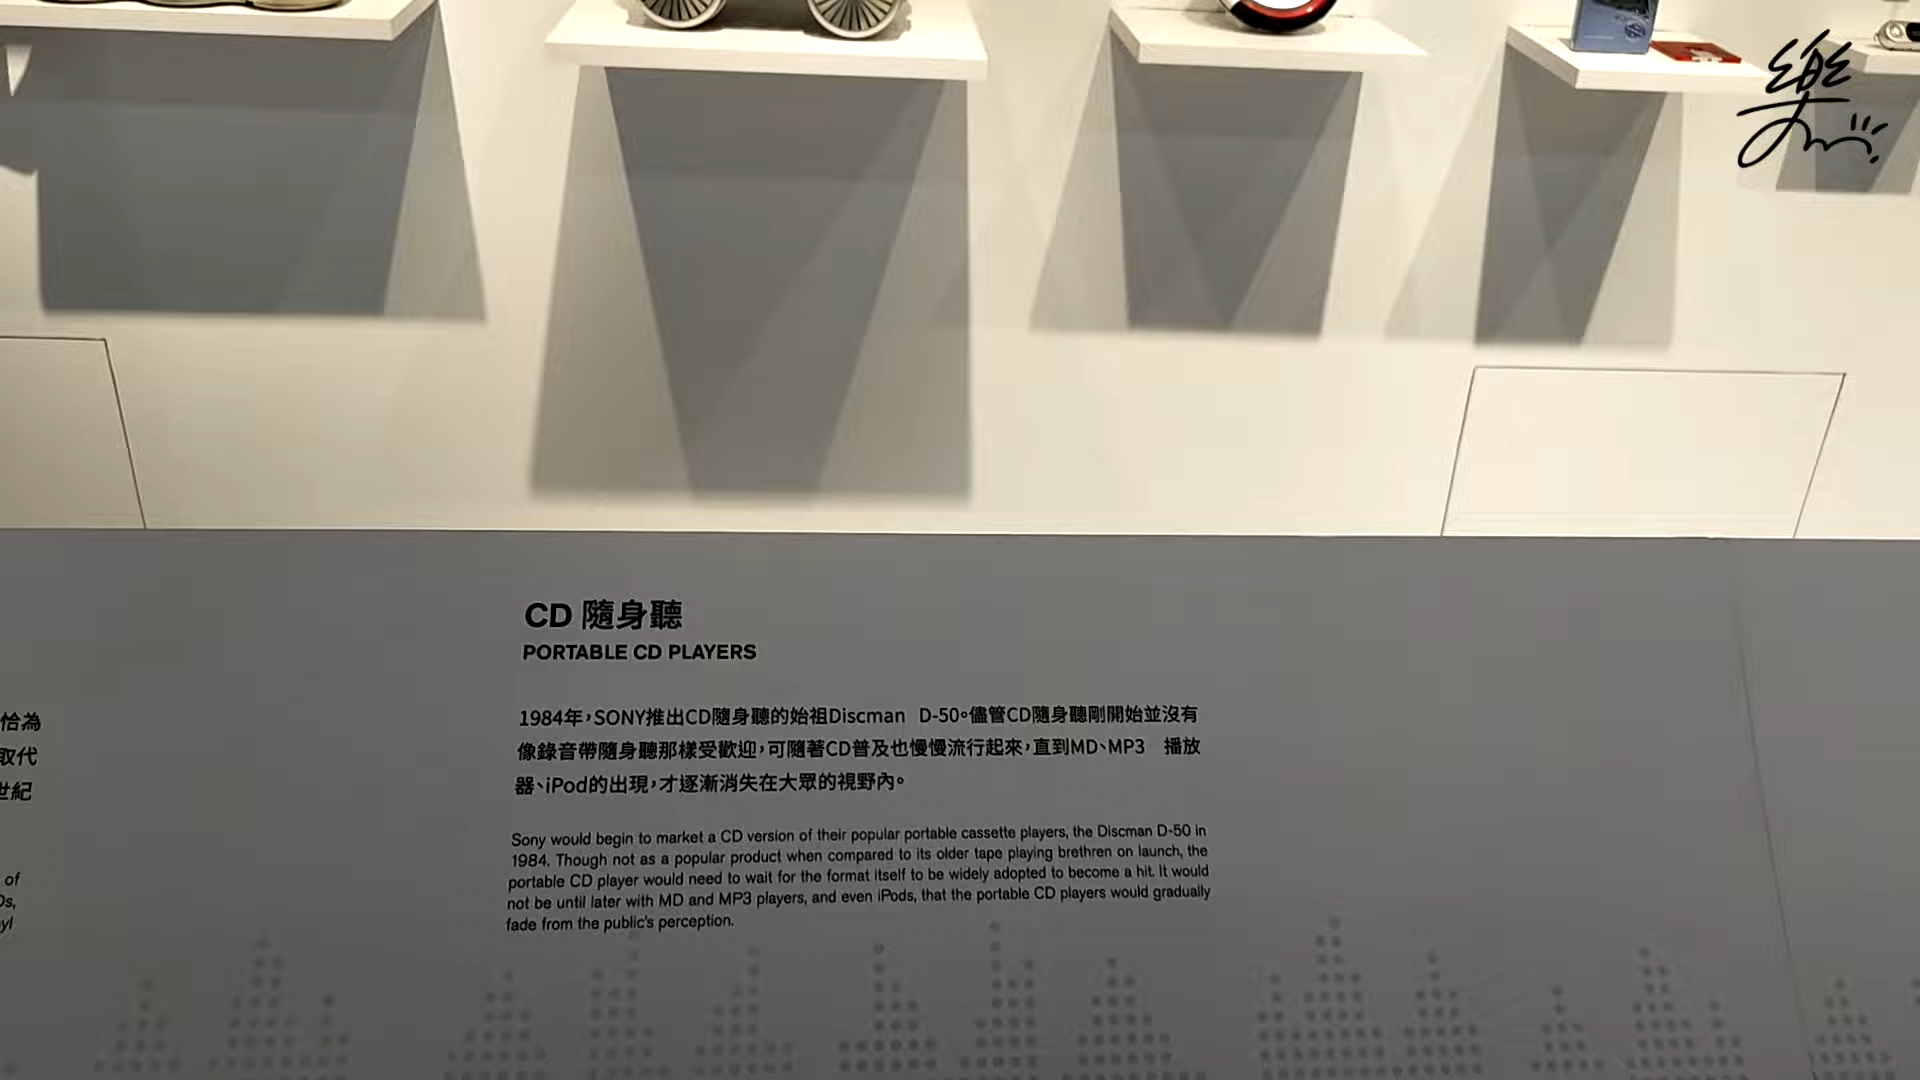 樂
CD 隨身聽
PORTABLE CD PLAYERS
1984年，SONY推出CD隨身聽的始祖Discman D-50。儘管CD隨身聽剛開始並沒有
像錄音帶隨身聽那樣受歡迎，可隨著CD普及也慢慢流行起來，直到MD、MP3 播放
器、iPod的出現，才逐漸消失在大眾的視野內。
Sony would begin to market a CD version of their popular portable cassette players, the Discman D-50 in
1984. Though not as a popular product when compared to its older tape playing brethren on launch, the
portable CD player would need to wait for the format itself to be widely adopted to become a hit. It would
not be until later with MD and MP3 players, and even iPods, that the portable CD players would gradually
fade from the public's perception.
恰為
取代
世紀
of